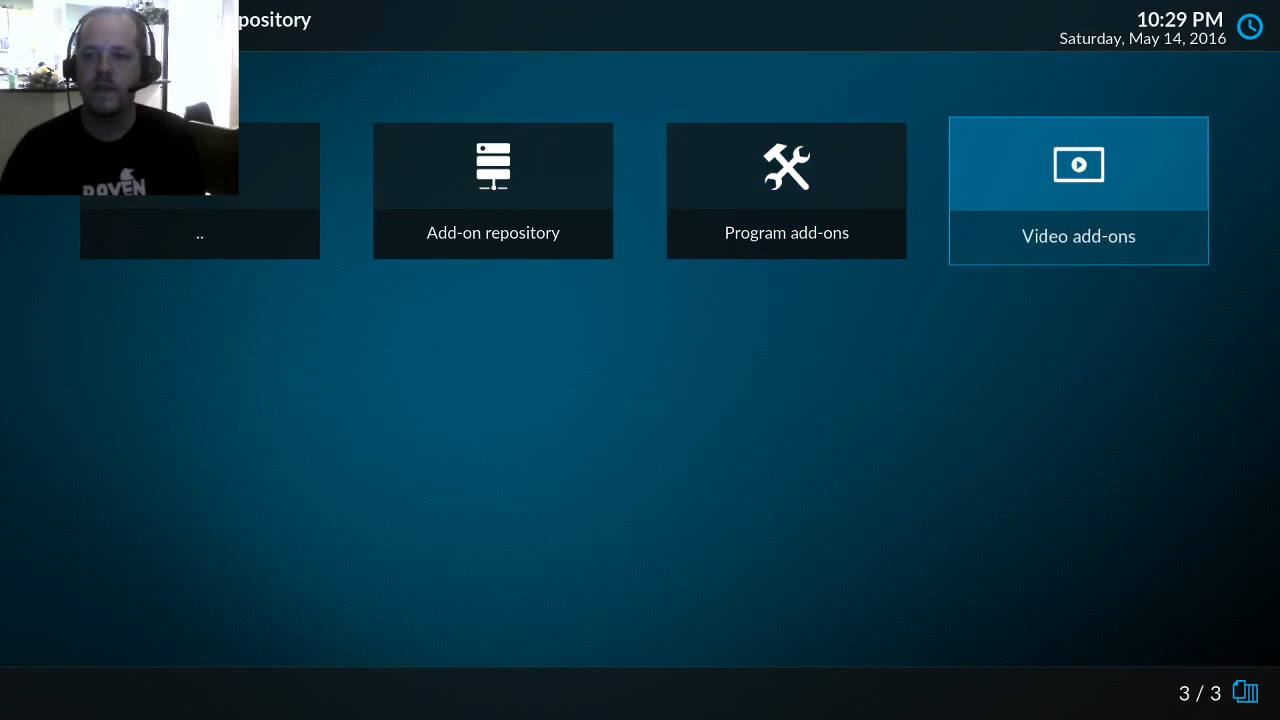 pository
10:29 PM
Saturday, May 14, 2016
..
Add-on repository
Program add-ons
Video add-ons
RAVEN
3 / 3